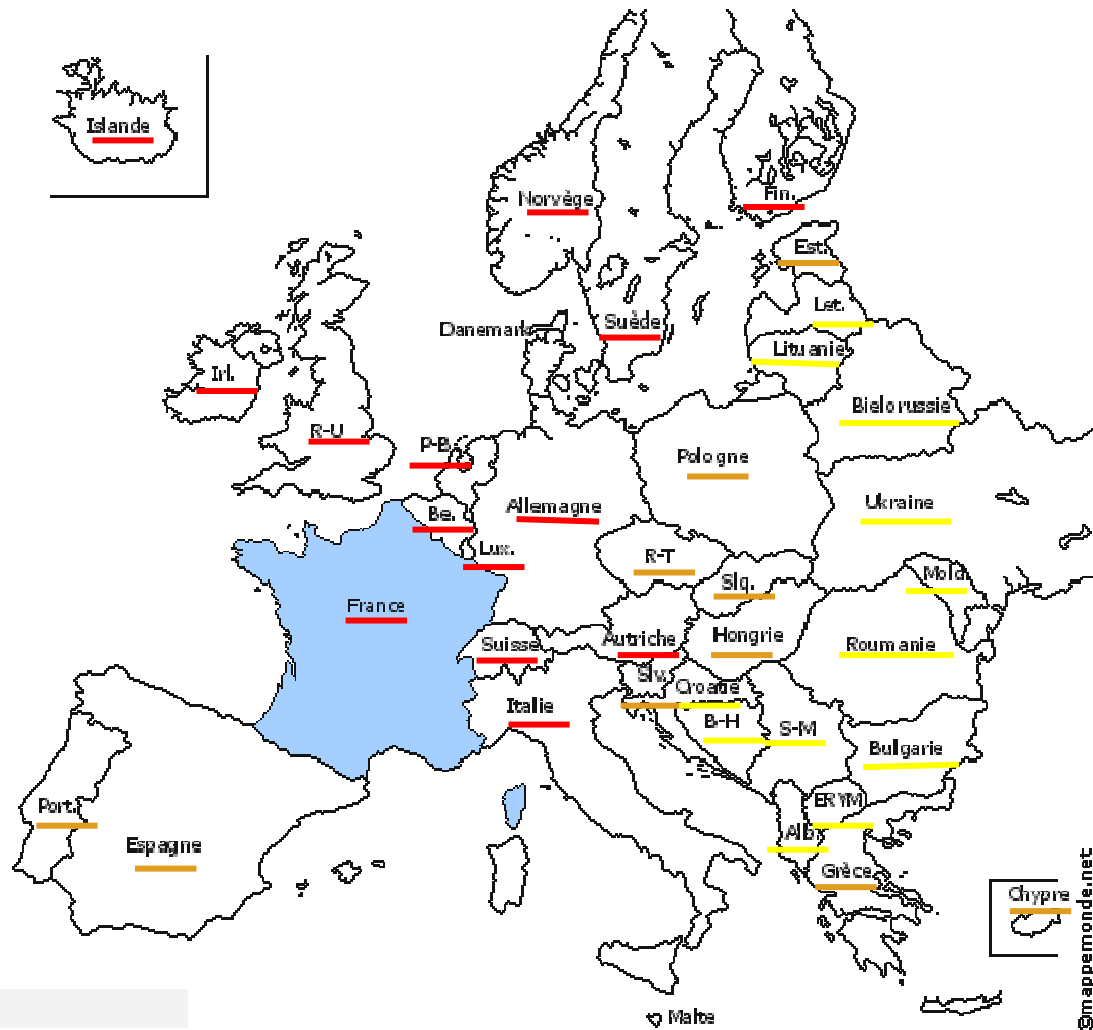 Islande
Norvège
Fin.
Est.
Let.
Danemark
Suède
Lituanie
Irl.
Bielorussie
R-U
P-B.
Pologne
Allemagne
Ukraine
Be.
Lux.
R-T
Slq.
Mold
France
Suisse
Autriche
Hongrie
Roumanie
Slv.
Croatie
Italie
B-H
S-M
Bulgarie
Port.
ERYM
Alb
Espagne
Grèce
Chypre
Malte
©mappemonde.net